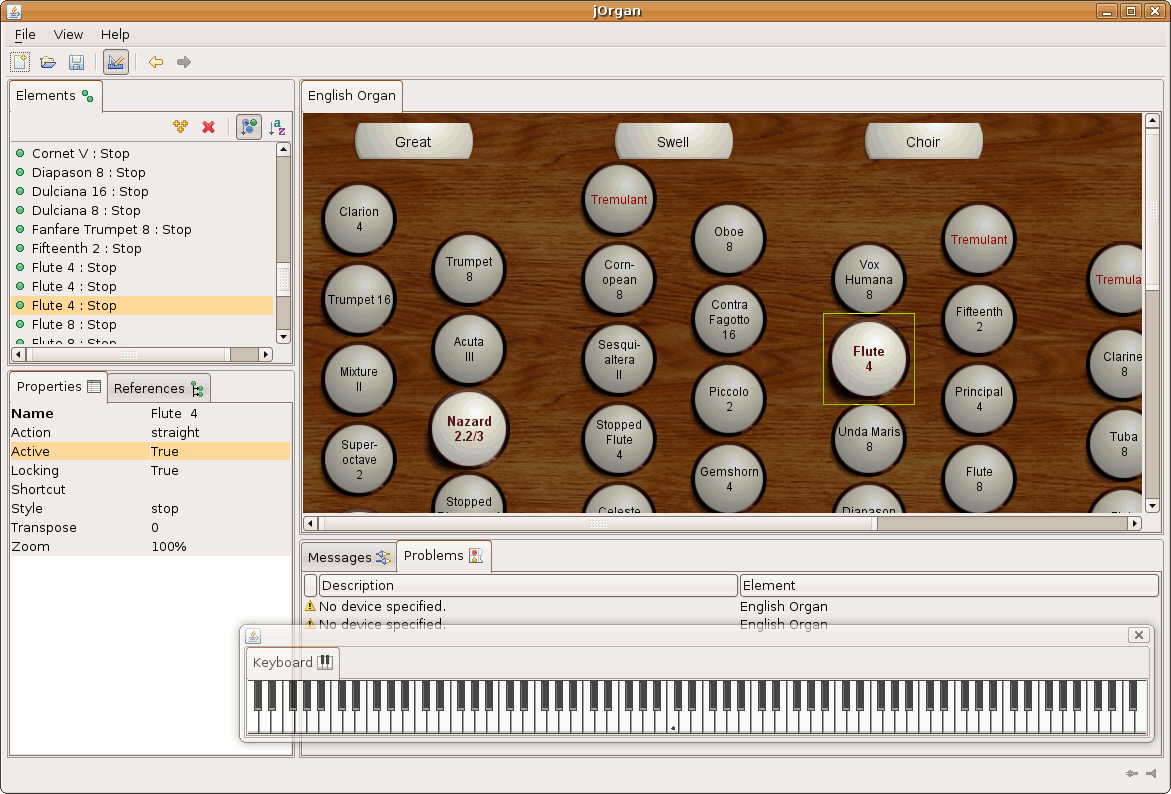 jOrgan
File View Help
Elements
Cornet V : Stop
Diapason 8 : Stop
Dulciana 16 : Stop
Dulciana 8 : Stop
Fanfare Trumpet 8 : Stop
Fifteenth 2 : Stop
Flute 4 : Stop
Flute 4 : Stop
Flute 4 : Stop
Flute 8 : Stop
Flute 8 : Stop
Properties References
Name Flute 4
Action straight
Active True
Locking True
Shortcut
Style stop
Transpose 0
Zoom 100%
English Organ
Great
Swell
Choir
Clarion
4
Trumpet 16
Mixture
II
Super-
octave
2
Trumpet
8
Acuta
III
Nazard
2.2/3
Stopped
Tremulant
Corn-
opean
8
Sesqui-
altera
II
Stopped
Flute
4
Celeste
Oboe
8
Contra
Fagotto
16
Piccolo
2
Gemshorn
4
Vox
Humana
8
Flute
4
Unda Maris
8
Diapason
Tremulant
Fifteenth
2
Principal
4
Flute
8
Tremula
Clarine
8
Tuba
8
Messages Problems
Description Element
No device specified. English Organ
No device specified. English Organ
Keyboard